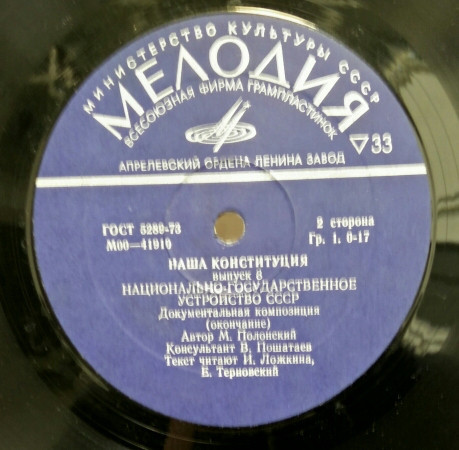 МИНИСТЕРСТВО КУЛЬТУРЫ СССР
МЕЛОДИЯ
ВСЕСОЮЗНАЯ ФИРМА ГРАМПЛАСТИНОК
33
АПРЕЛЕВСКИЙ ОРДЕНА ЛЕНИНА ЗАВОД
ГОСТ 5289-73
2 сторона
М00—41910
Гр. 1. 0-17
НАША КОНСТИТУЦИЯ
выпуск 8
НАЦИОНАЛЬНО-ГОСУДАРСТВЕННОЕ
УСТРОЙСТВО СССР
Документальная композиция
(окончание)
Автор М. Полонский
Консультант В. Пошатаев
Текст читают И. Ложкина,
Е. Терновский